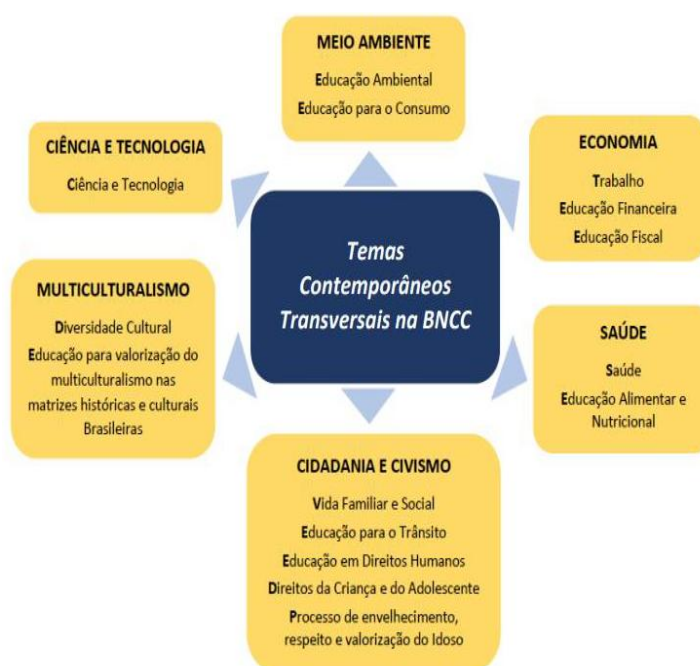 MEIO AMBIENTE
Educação Ambiental
Educação para o Consumo
CIÊNCIA E TECNOLOGIA
Ciência e Tecnologia
ECONOMIA
Trabalho
Educação Financeira
Educação Fiscal
Temas
Contemporâneos
Transversais na BNCC
MULTICULTURALISMO
Diversidade Cultural
Educação para valorização do
multiculturalismo nas
matrizes históricas e culturais
Brasileiras
SAÚDE
Saúde
Educação Alimentar e
Nutricional
CIDADANIA E CIVISMO
Vida Familiar e Social
Educação para o Trânsito
Educação em Direitos Humanos
Direitos da Criança e do Adolescente
Processo de envelhecimento,
respeito e valorização do Idoso